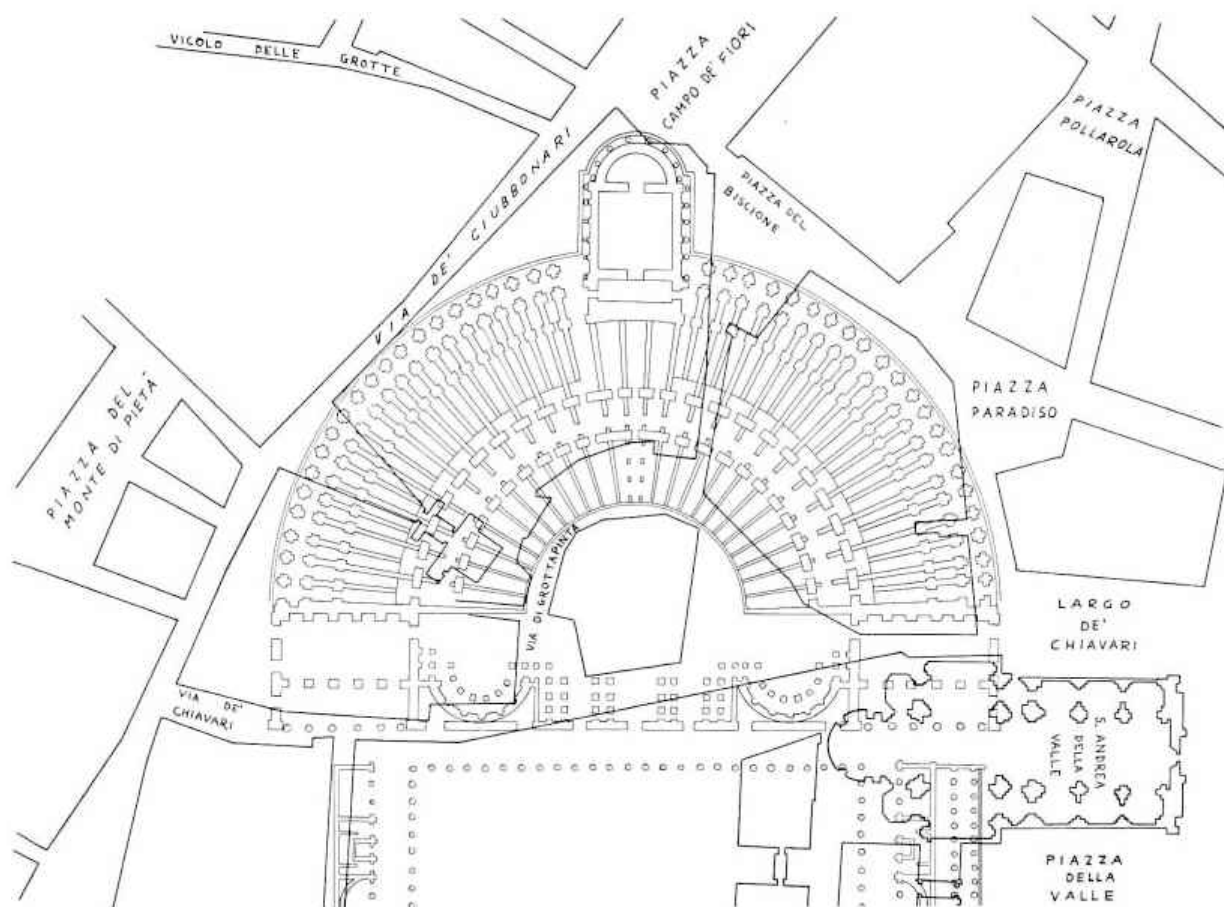 VICOLO DELLE GROTTE
PIAZZA
CAMPO DE' FIORI
PIAZZA
POLLAROLA
VIA DE' CIUBBONARI
PIAZZA DEL
BISCIONE
PIAZZA DEL
MONTE DI PIETÀ
PIAZZA
PARADISO
VIA DI GROTTAPINTA
LARGO
DE'
CHIAVARI
VIA DE'
CHIAVARI
S. ANDREA
DELLA
VALLE
PIAZZA
DELLA
VALLE